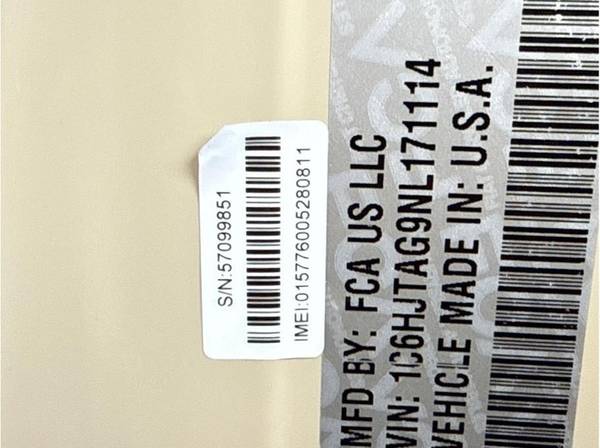 S/N:57099851
IMEI:015776005280811
MFD BY: FCA US LLC
VIN: 1C6HJTAG9NL171114
VEHICLE MADE IN: U.S.A.